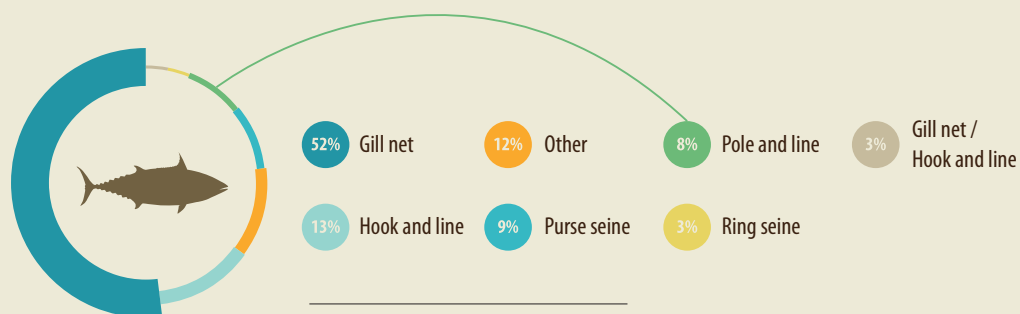 52% Gill net
12% Other
8% Pole and line
3% Gill net /
Hook and line
13% Hook and line
9% Purse seine
3% Ring seine